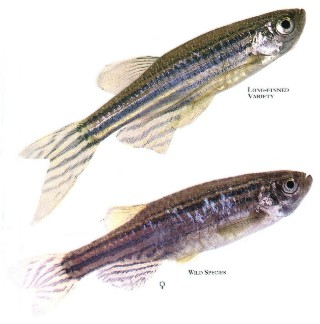 Long-finned
Variety
Wild Species
♀